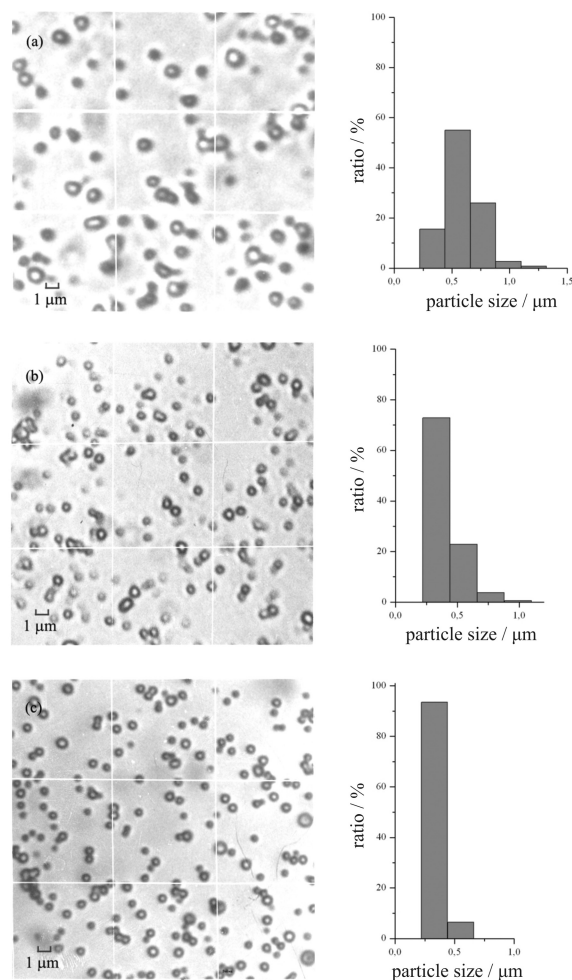 (a)
1 μm
100
80
60
40
20
0
ratio / %
0,0 0,5 1,0 1,5
particle size / μm
(b)
1 μm
100
80
60
40
20
0
ratio / %
0,0 0,5 1,0
particle size / μm
(c)
1 μm
100
80
60
40
20
0
ratio / %
0,0 0,5 1,0
particle size / μm